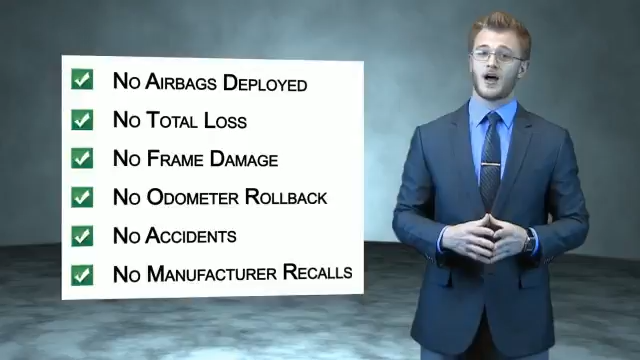 No Airbags Deployed
No Total Loss
No Frame Damage
No Odometer Rollback
No Accidents
No Manufacturer Recalls